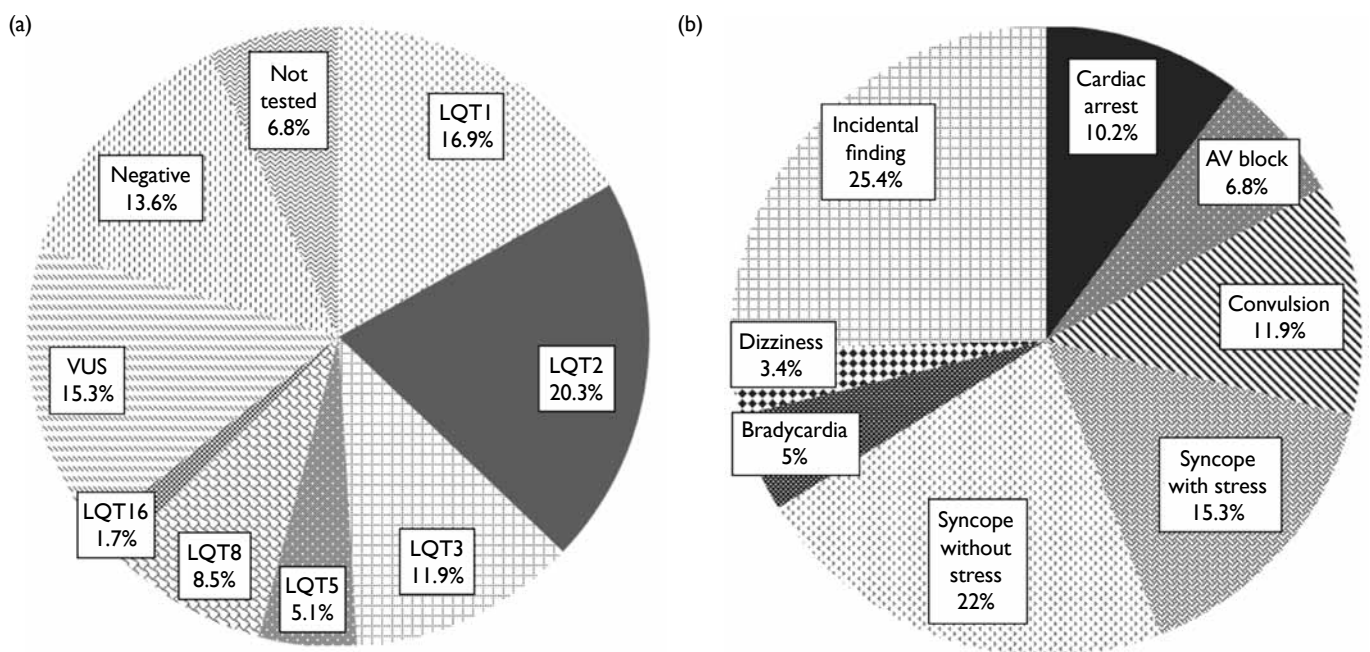 (a)
Not
tested
6.8%
LQT1
16.9%
Negative
13.6%
LQT2
20.3%
VUS
15.3%
LQT16
1.7%
LQT8
8.5%
LQT5
5.1%
LQT3
11.9%
(b)
Cardiac
arrest
10.2%
Incidental
finding
25.4%
AV block
6.8%
Convulsion
11.9%
Dizziness
3.4%
Bradycardia
5%
Syncope
with stress
15.3%
Syncope
without
stress
22%